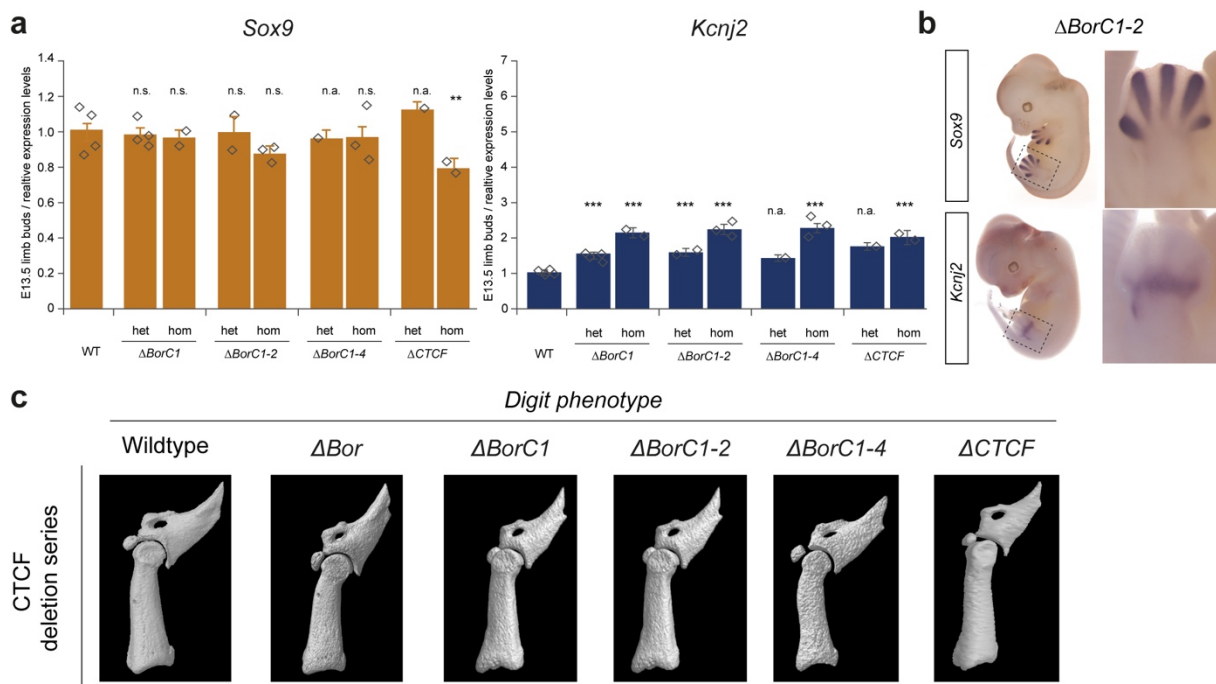 a
Sox9
E13.5 limb buds / realtive expression levels
1.4
1.2
1.0
0.8
0.6
0.4
0.2
0
n.s.
n.s.
n.s.
n.s.
n.a.
n.s.
n.a.
**
het
hom
het
hom
het
hom
het
hom
WT
ΔBorC1
ΔBorC1-2
ΔBorC1-4
ΔCTCF
Kcnj2
E13.5 limb buds / realtive expression levels
7
6
5
4
3
2
1
0
***
***
***
***
n.a.
***
n.a.
***
het
hom
het
hom
het
hom
het
hom
WT
ΔBorC1
ΔBorC1-2
ΔBorC1-4
ΔCTCF
b
ΔBorC1-2
Sox9
Kcnj2
c
Digit phenotype
Wildtype
ΔBor
ΔBorC1
ΔBorC1-2
ΔBorC1-4
ΔCTCF
CTCF
deletion series